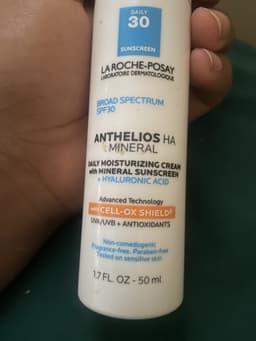 DAILY
30
SUNSCREEN
LA ROCHE-POSAY
LABORATOIRE DERMATOLOGIQUE
BROAD SPECTRUM
SPF30
ANTHELIOS HA
MINERAL
DAILY MOISTURIZING CREAM
with MINERAL SUNSCREEN
+ HYALURONIC ACID
Advanced Technology
with CELL-OX SHIELD®
UVA/UVB + ANTIOXIDANTS
Non-comedogenic
Fragrance-free. Paraben-free
Tested on sensitive skin
1.7 FL. OZ - 50 ml